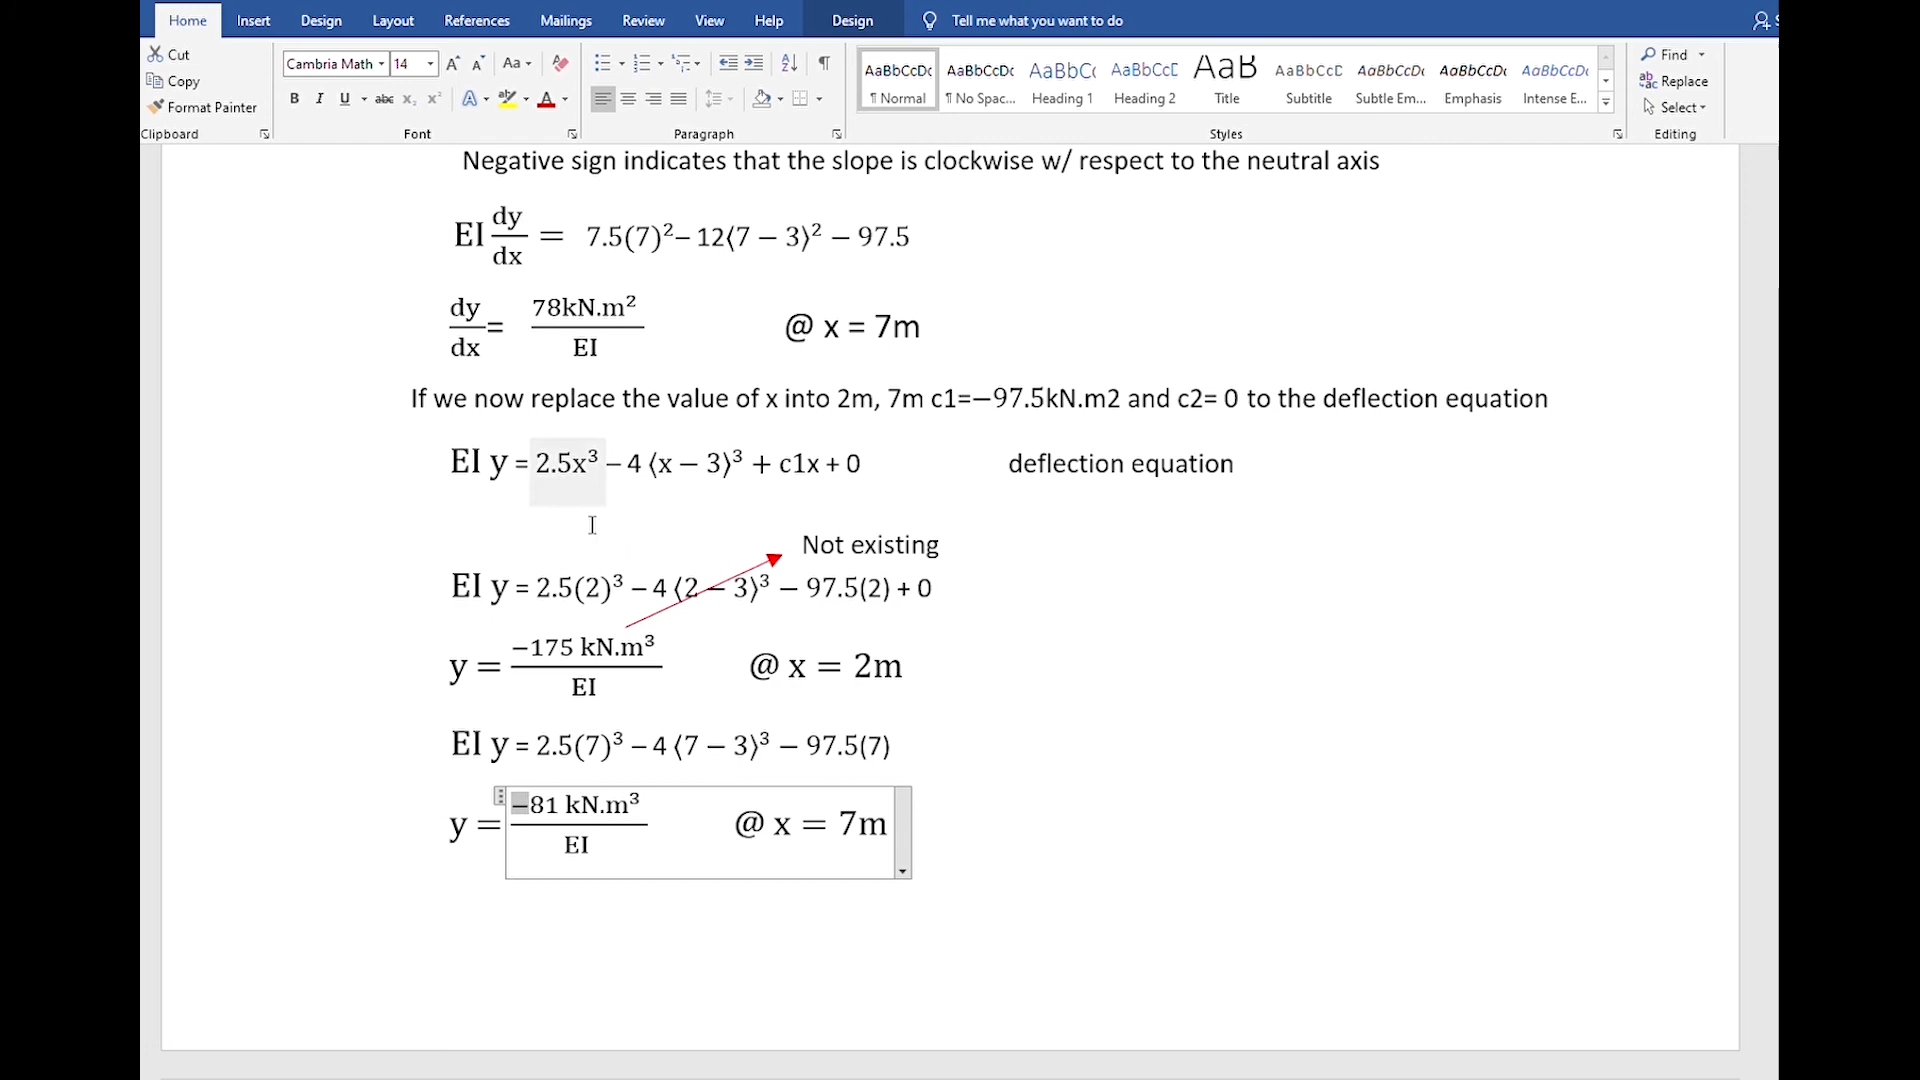 Home Insert Design Layout References Mailings Review View Help Design Tell me what you want to do
Cut
Copy
Format Painter
Clipboard
Cambria Math 14
Aa
B I U abc x₂ x²
A A
Font
Paragraph
AaBbCcDc AaBbCcDc AaBbC( AaBbCcD AaB AaBbCcD AaBbCcDc AaBbCcDc AaBbCcDc
¶ Normal ¶ No Spac... Heading 1 Heading 2 Title Subtitle Subtle Em... Emphasis Intense E...
Styles
Find
Replace
Select
Editing
Negative sign indicates that the slope is clockwise w/ respect to the neutral axis
EI dy/dx = 7.5(7)²– 12⟨7 − 3⟩² − 97.5
dy/dx = 78kN.m²/EI @ x = 7m
If we now replace the value of x into 2m, 7m c1=−97.5kN.m2 and c2= 0 to the deflection equation
EI y = 2.5x³ – 4 ⟨x − 3⟩³ + c1x + 0 deflection equation
Not existing
EI y = 2.5(2)³ – 4 ⟨2 − 3⟩³ − 97.5(2) + 0
y = −175 kN.m³/EI @ x = 2m
EI y = 2.5(7)³ – 4 ⟨7 − 3⟩³ − 97.5(7)
y = −81 kN.m³/EI @ x = 7m